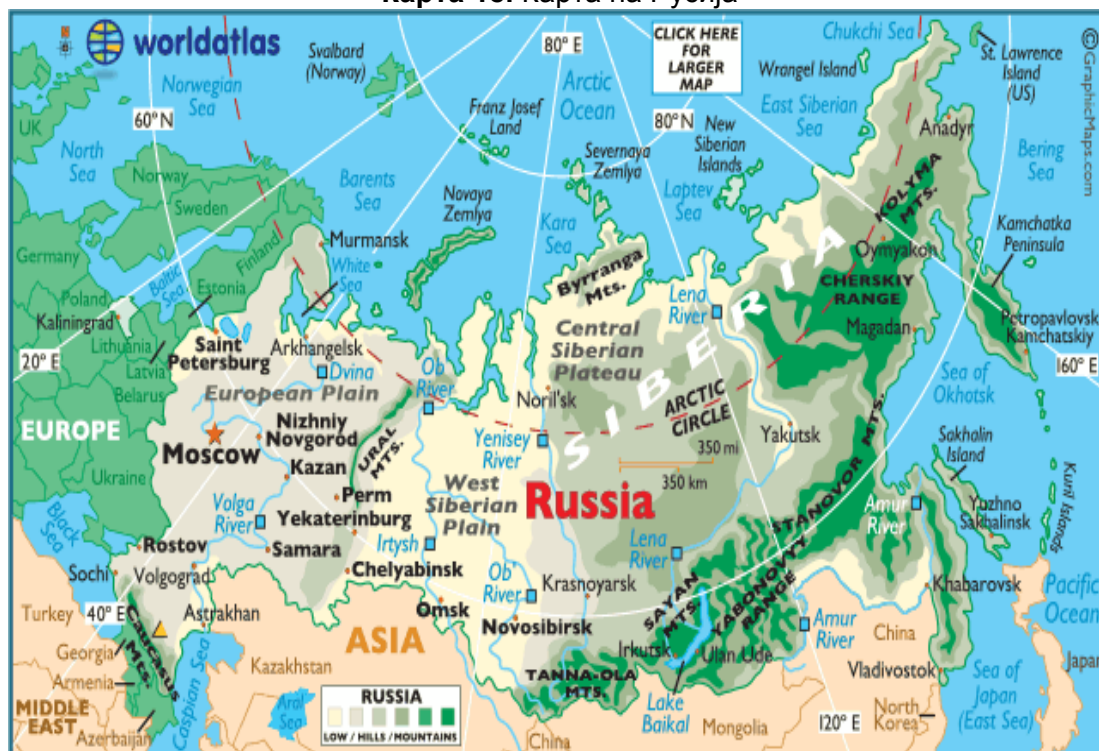 Карта 18. Карта на Русија
worldatlas
CLICK HERE
FOR
LARGER
MAP
©GraphicMaps.com
Svalbard
(Norway)
80° E
Arctic
Ocean
Chukchi Sea
St. Lawrence
Island
(US)
Wrangel Island
East Siberian
Sea
Norwegian
Sea
Franz Josef
Land
UK
60° N
80° N
New
Siberian
Islands
Anadyr
Bering
Sea
North
Sea
Severnaya
Zemlya
Norway
Barents
Sea
Laptev
Sea
Sweden
Novaya
Zemlya
Kara
Sea
KOLYMA
MTS.
Kamchatka
Peninsula
Germany
Finland
Murmansk
White
Sea
Baltic
Sea
Oymyakon
Byrranga
Mts.
CHERSKIY
RANGE
Estonia
Poland
Kaliningrad
Lena
River
Lithuania
Saint
Petersburg
Arkhangelsk
Central
Siberian
Plateau
SIBERIA
Magadan
Petropavlovsk
Kamchatskiy
20° E
Latvia
Dvina
Ob
River
160° E
Belarus
European Plain
Noril'sk
ARCTIC
CIRCLE
Sea of
Okhotsk
EUROPE
Nizhniy
Novgorod
URAL
MTS.
Yenisey
River
350 mi
350 km
Yakutsk
Sakhalin
Island
Moscow
Kazan
Ukraine
Perm
West
Siberian
Plain
Russia
STANOVOY MTS.
Kuril Islands
Volga
River
Yekaterinburg
Amur
River
Yuzhno
Sakhalinsk
Black
Sea
Irtysh
Rostov
Samara
Lena
River
Sochi
Volgograd
Chelyabinsk
Ob'
River
Krasnoyarsk
SAYAN
MTS.
YABONOVYY
RANGE
Khabarovsk
Pacific
Ocean
Turkey
40° E
Astrakhan
Omsk
Novosibirsk
Amur
River
China
Caucasus
Mts.
ASIA
Irkutsk
Ulan Ude
Georgia
Kazakhstan
Vladivostok
Japan
Armenia
Caspian Sea
TANNA-OLA
MTS.
Lake
Baikal
MIDDLE
EAST
RUSSIA
LOW / HILLS / MOUNTAINS
Aral
Sea
Mongolia
120° E
North
Korea
Sea of
Japan
(East Sea)
Azerbaijan
China